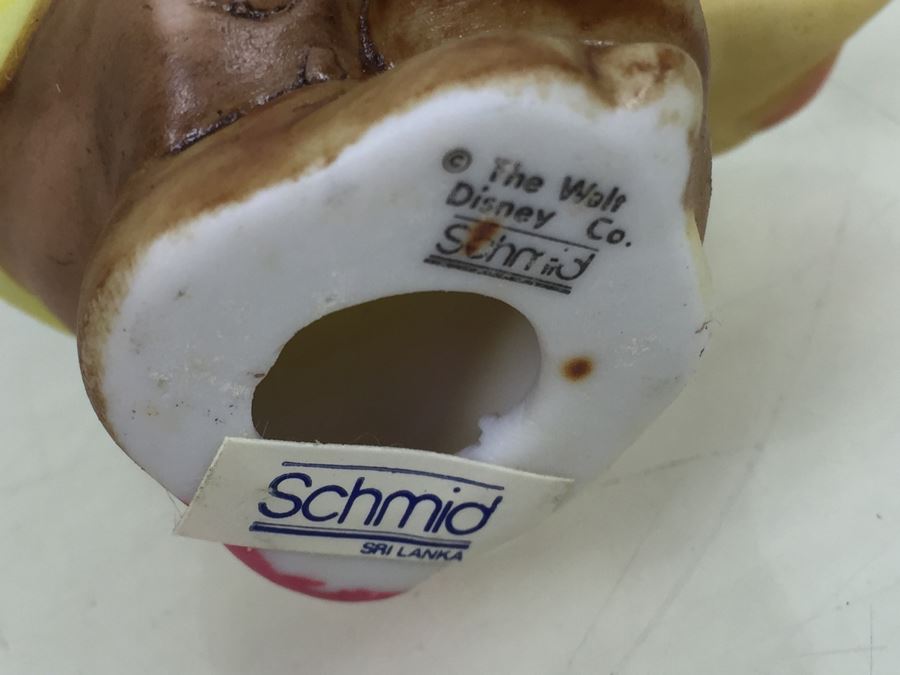 © The Walt
Disney Co.
Schmid
Schmid
SRI LANKA